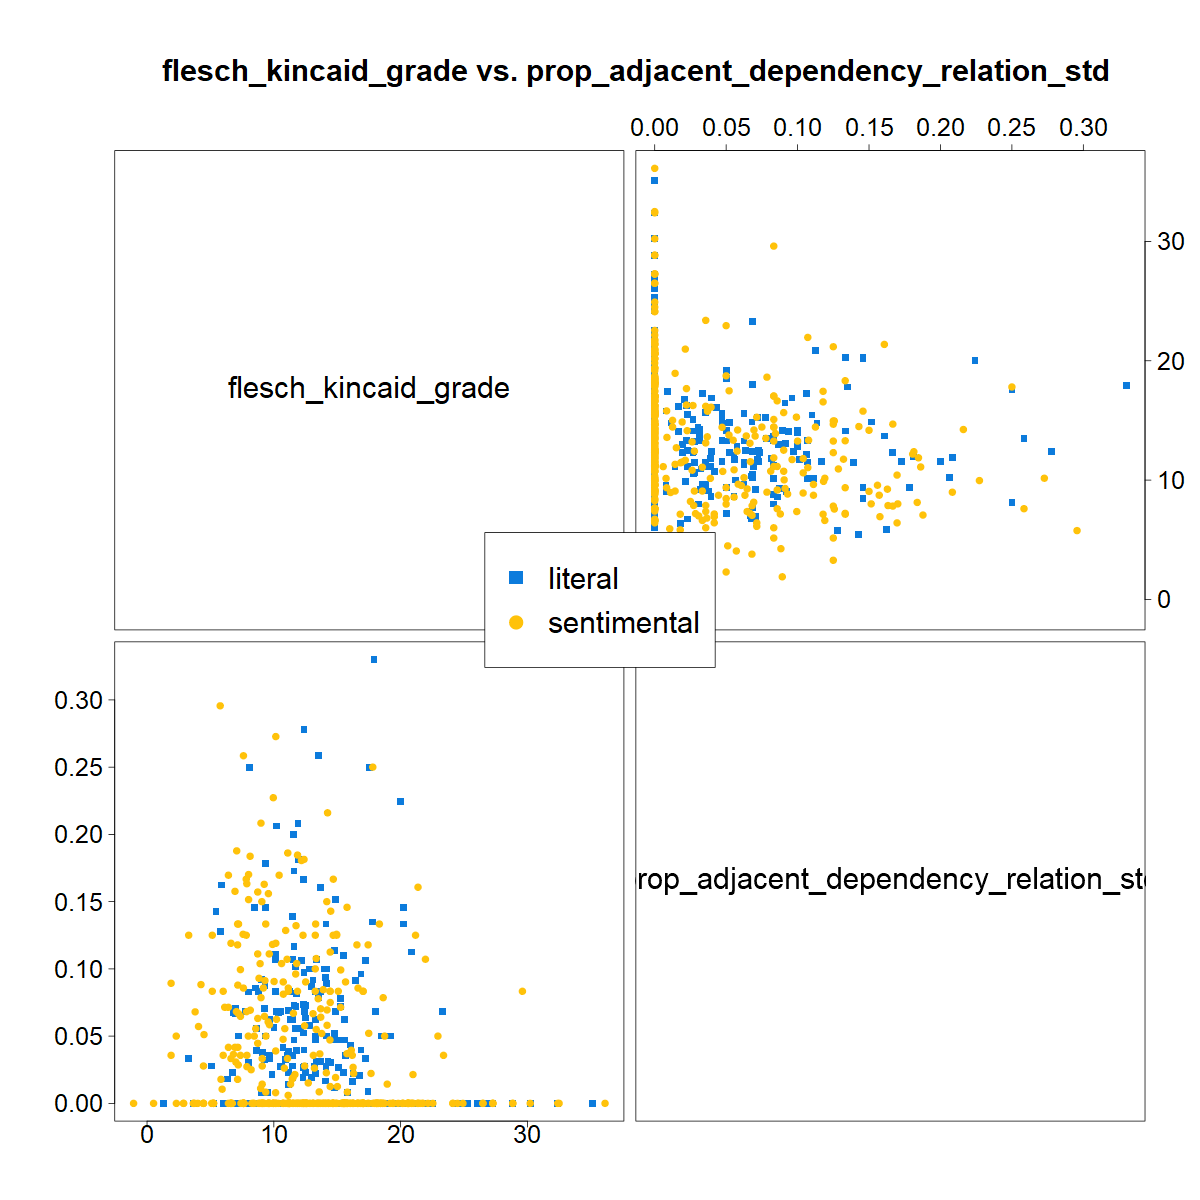 flesch_kincaid_grade vs. prop_adjacent_dependency_relation_std
0.00 0.05 0.10 0.15 0.20 0.25 0.30
flesch_kincaid_grade
30
20
10
0
literal
sentimental
0.30
0.25
0.20
0.15
0.10
0.05
0.00
prop_adjacent_dependency_relation_std
0 10 20 30